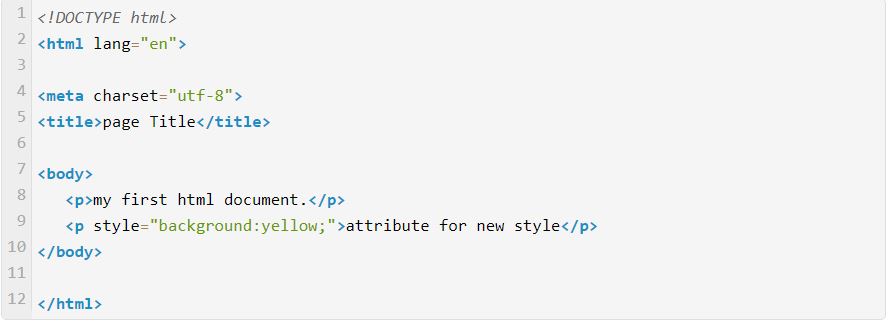 1 <!DOCTYPE html>
2 <html lang="en">
3
4 <meta charset="utf-8">
5 <title>page Title</title>
6
7 <body>
8    <p>my first html document.</p>
9    <p style="background:yellow;">attribute for new style</p>
10 </body>
11
12 </html>